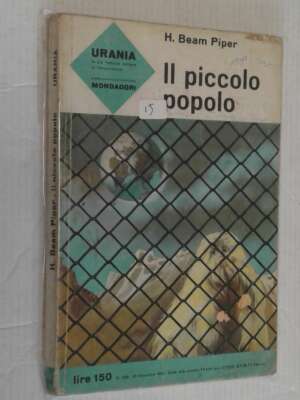 H. Beam Piper
URANIA
MONDADORI
Il piccolo
popolo
15
lire 150
H. Beam Piper - Il piccolo popolo
URANIA